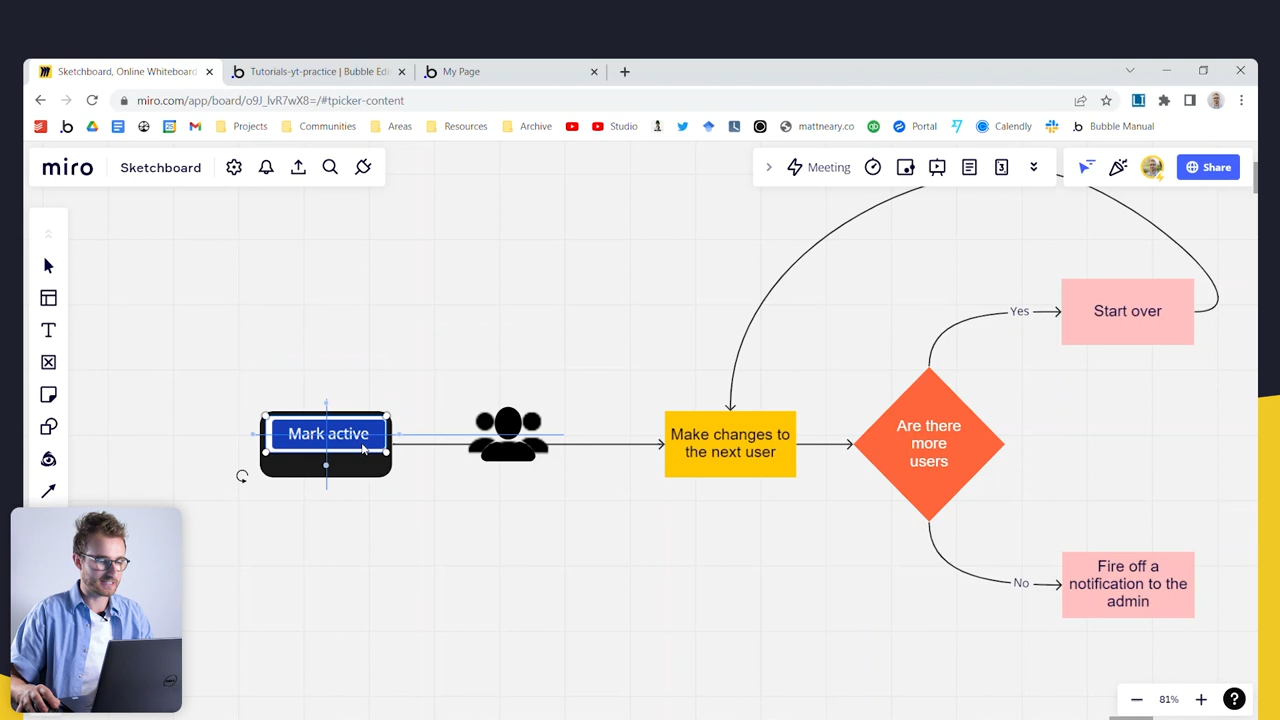 Sketchboard, Online Whiteboard
Tutorials-yt-practice | Bubble Edi
My Page
miro.com/app/board/o9J_lvR7wX8=/#tpicker-content
Projects
Communities
Areas
Resources
Archive
Studio
mattneary.co
Portal
Calendly
Bubble Manual
miro
Sketchboard
Meeting
3
Share
Yes
Start over
Mark active
Make changes to
the next user
Are there
more
users
No
Fire off a
notification to the
admin
81%